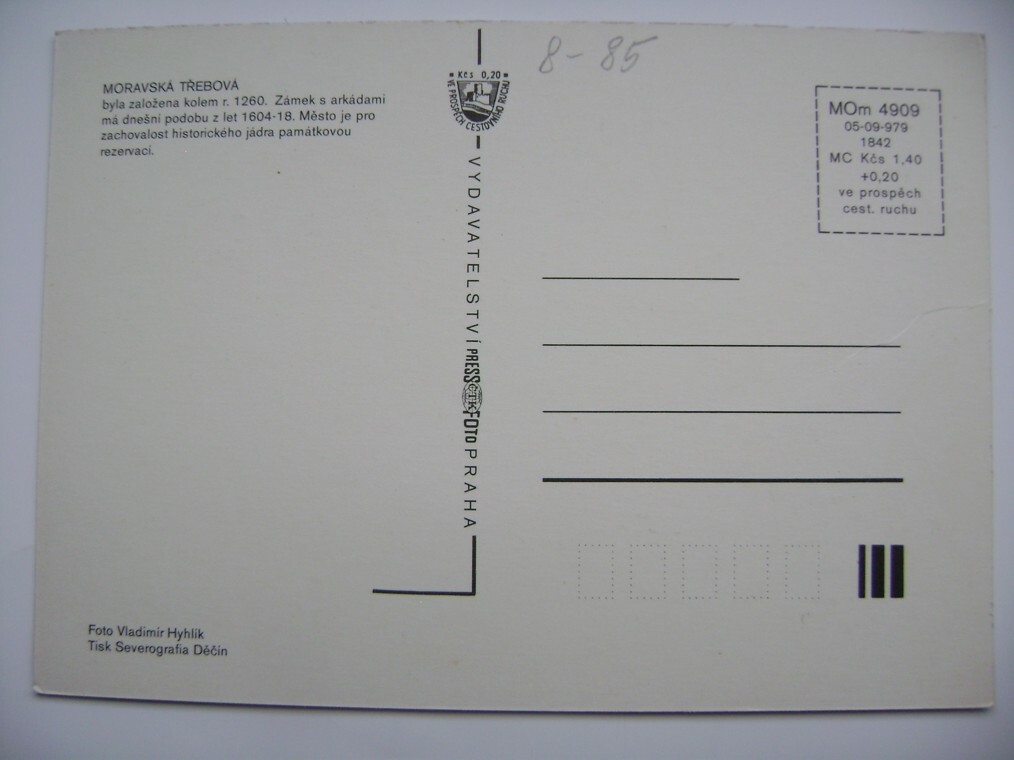 MORAVSKÁ TŘEBOVÁ
byla založena kolem r. 1260. Zámek s arkádami
má dnešní podobu z let 1604-18. Město je pro
zachovalost historického jádra památkovou
rezervací.
Foto Vladimír Hyhlík
Tisk Severografia Děčín
Kčs 0,20
VE PROSPĚCH CESTOVNÍHO RUCHU
VYDAVATELSTVÍ PRESSFOTO PRAHA
ČTK
8-85
MOm 4909
05-09-979
1842
MC Kčs 1,40
+0,20
ve prospěch
cest. ruchu